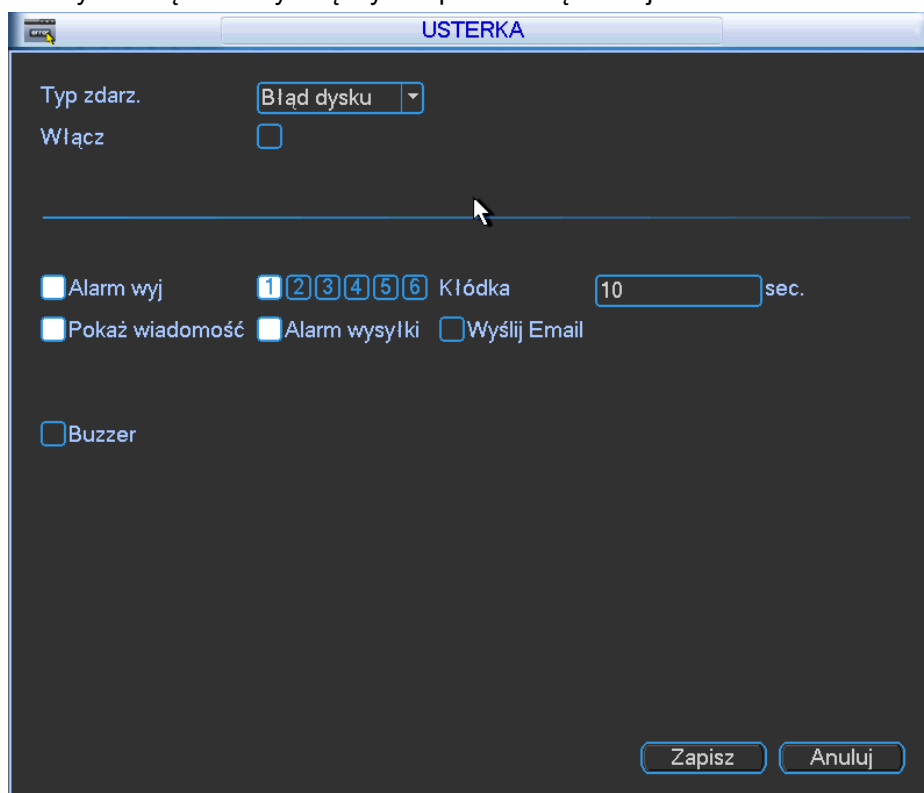 USTERKA
Typ zdarz. Błąd dysku
Włącz
Alarm wyj 1 2 3 4 5 6 Kłódka 10 sec.
Pokaż wiadomość Alarm wysyłki Wyślij Email
Buzzer
Zapisz Anuluj